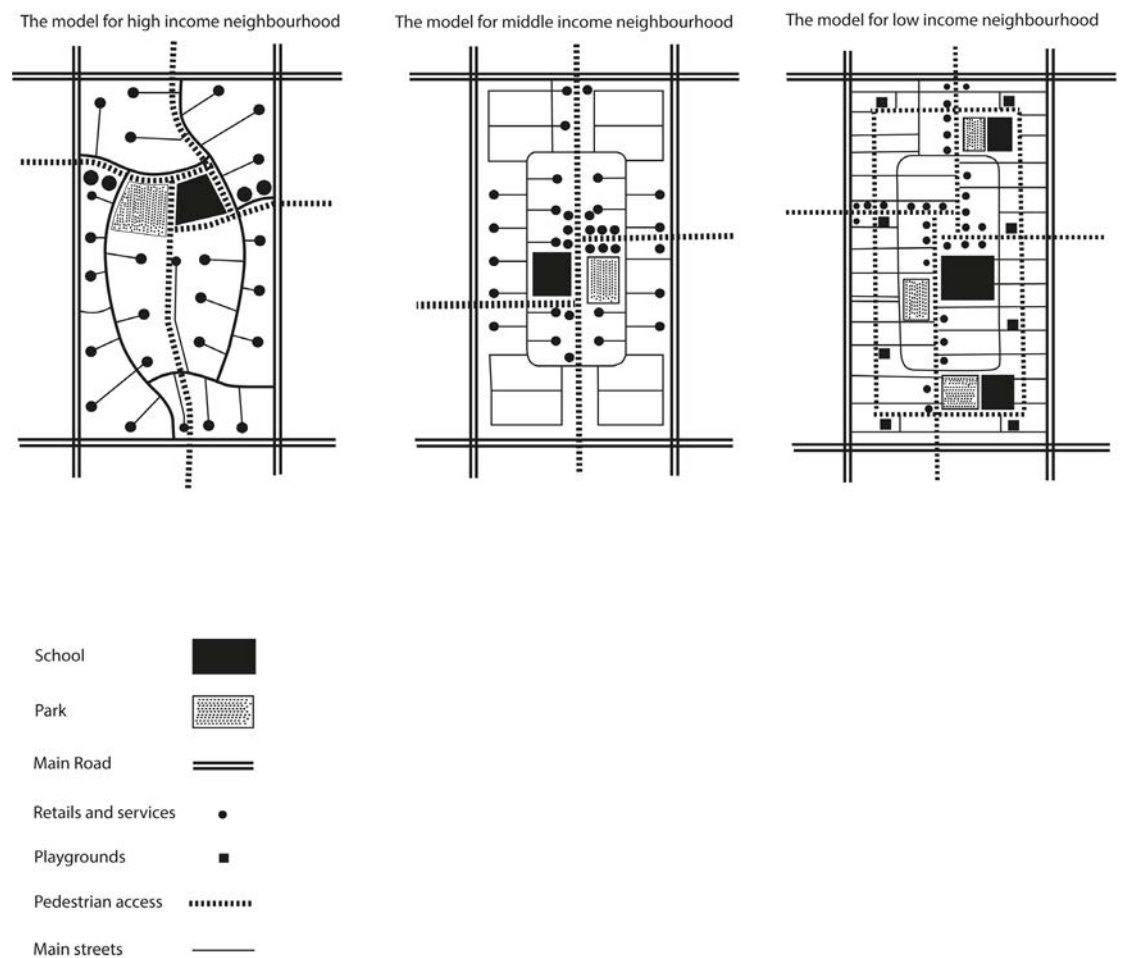 The model for high income neighbourhood
The model for middle income neighbourhood
The model for low income neighbourhood
School
Park
Main Road
Retails and services
Playgrounds
Pedestrian access
Main streets